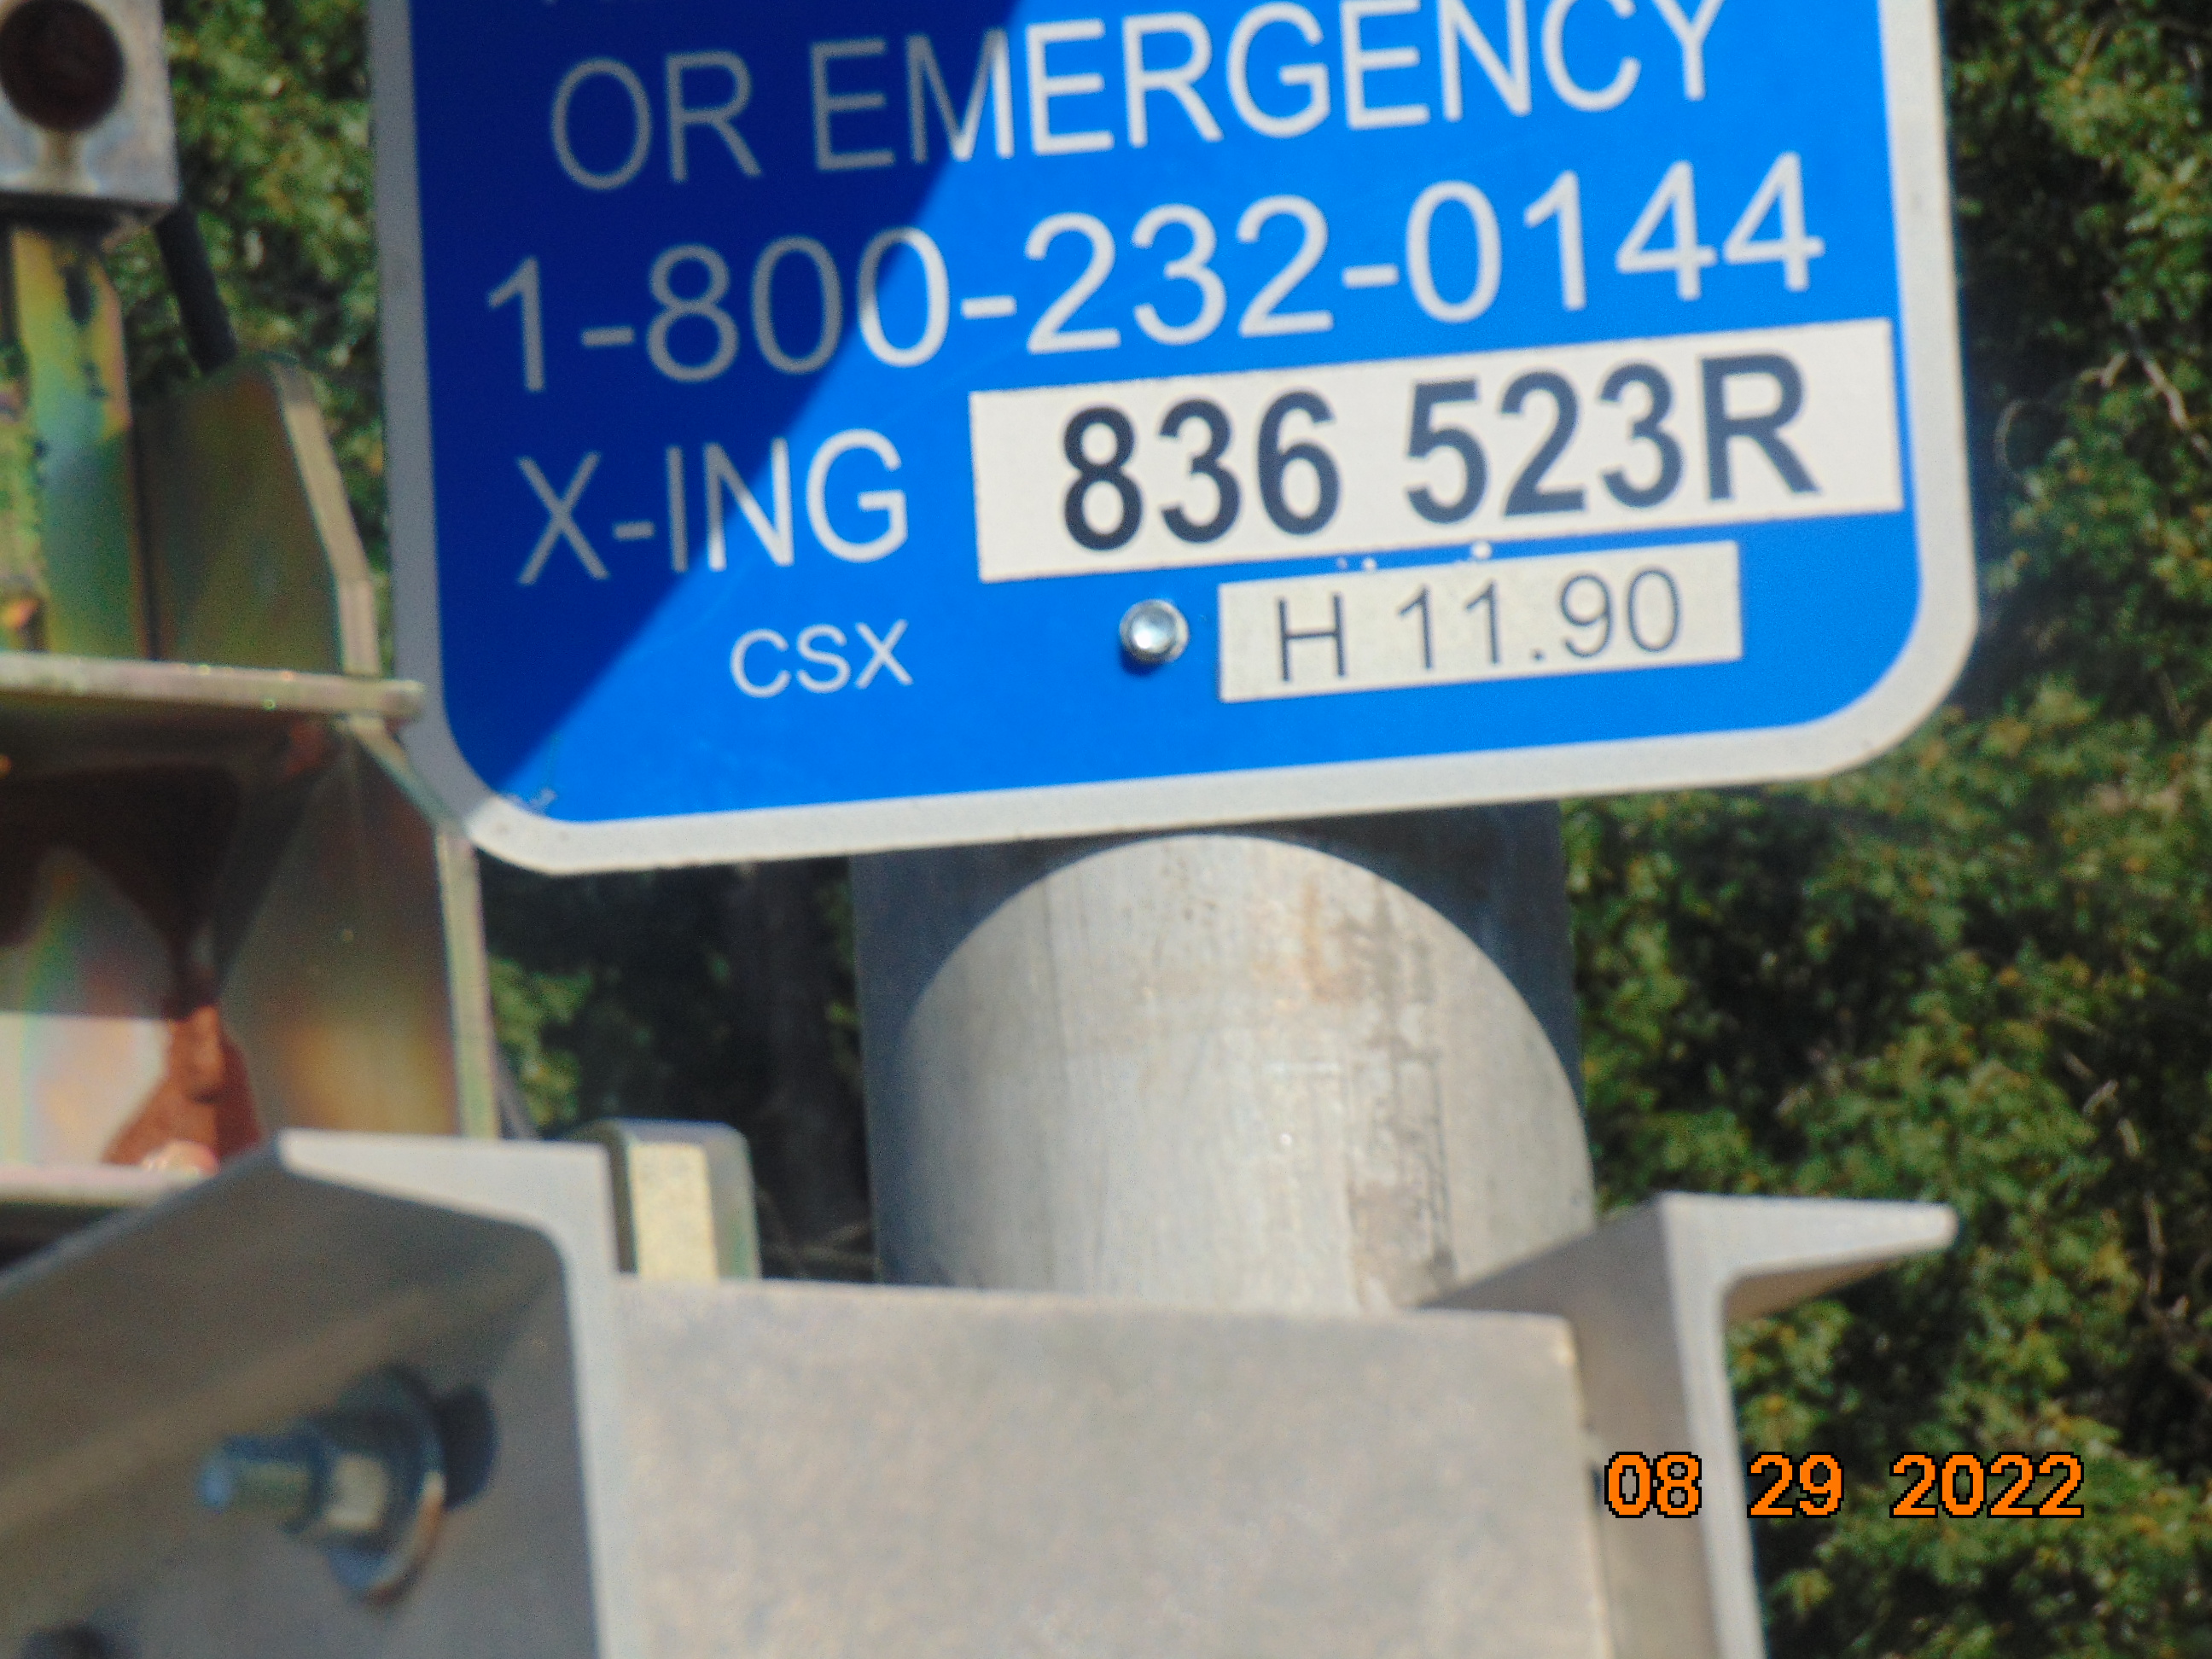 OR EMERGENCY
1-800-232-0144
X-ING 836 523R
CSX H 11.90
08 29 2022